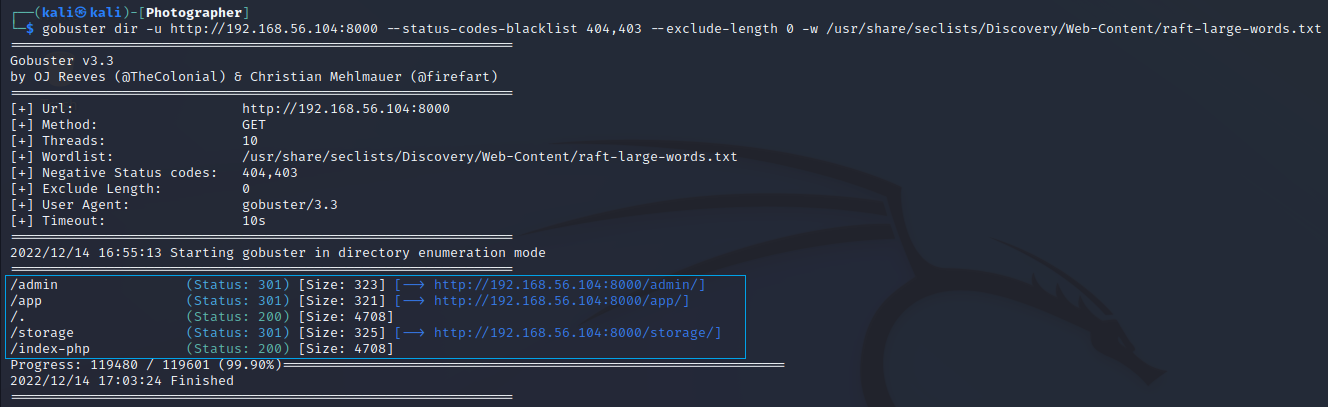 ┌──(kali㉿kali)-[Photographer]
└─$ gobuster dir -u http://192.168.56.104:8000 --status-codes-blacklist 404,403 --exclude-length 0 -w /usr/share/seclists/Discovery/Web-Content/raft-large-words.txt
===============================================================
Gobuster v3.3
by OJ Reeves (@TheColonial) & Christian Mehlmauer (@firefart)
===============================================================
[+] Url:                     http://192.168.56.104:8000
[+] Method:                  GET
[+] Threads:                 10
[+] Wordlist:                /usr/share/seclists/Discovery/Web-Content/raft-large-words.txt
[+] Negative Status codes:   404,403
[+] Exclude Length:          0
[+] User Agent:              gobuster/3.3
[+] Timeout:                 10s
===============================================================
2022/12/14 16:55:13 Starting gobuster in directory enumeration mode
===============================================================
/admin                (Status: 301) [Size: 323] [--> http://192.168.56.104:8000/admin/]
/app                  (Status: 301) [Size: 321] [--> http://192.168.56.104:8000/app/]
/.                    (Status: 200) [Size: 4708]
/storage              (Status: 301) [Size: 325] [--> http://192.168.56.104:8000/storage/]
/index-php            (Status: 200) [Size: 4708]
Progress: 119480 / 119601 (99.90%)===============================================================
2022/12/14 17:03:24 Finished
===============================================================